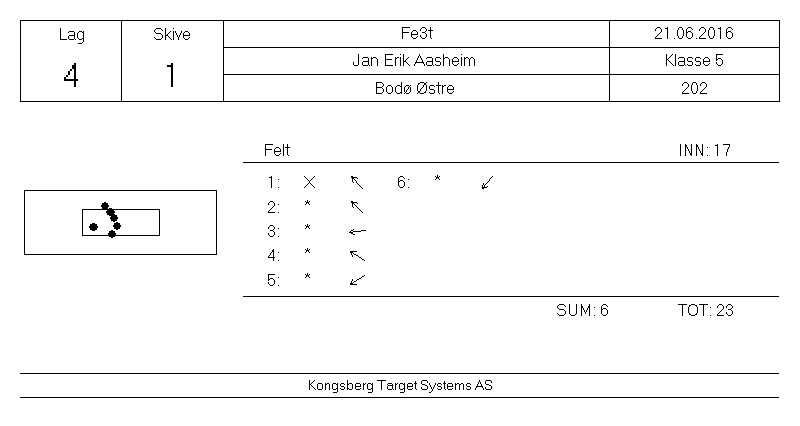 Lag Skive Fe3t 21.06.2016
4 1 Jan Erik Aasheim Klasse 5
Bodø Østre 202
Felt INN: 17
1: X ↖ 6: * ↙
2: * ↖
3: * ←
4: * ↖
5: * ↙
SUM: 6 TOT: 23
Kongsberg Target Systems AS